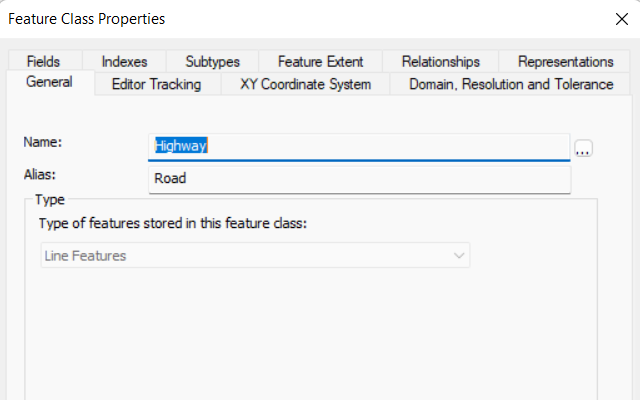 Feature Class Properties
Fields Indexes Subtypes Feature Extent Relationships Representations
General Editor Tracking XY Coordinate System Domain, Resolution and Tolerance
Name: Highway ...
Alias: Road
Type
Type of features stored in this feature class:
Line Features